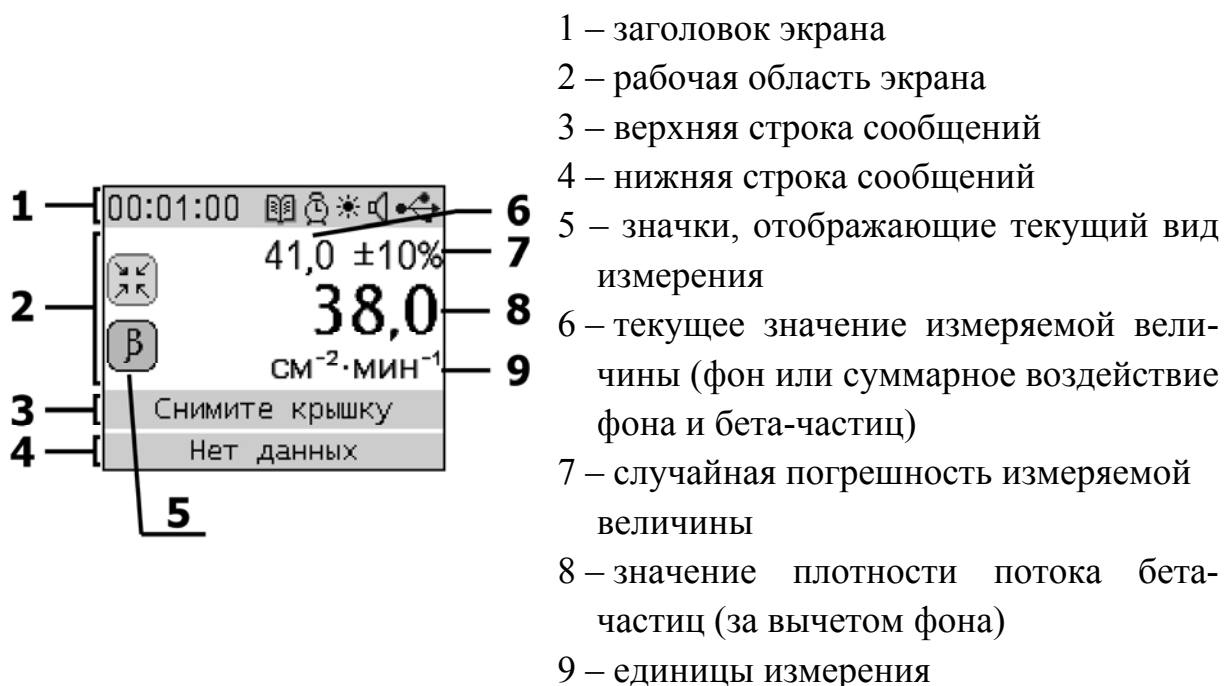 1 – заголовок экрана
2 – рабочая область экрана
3 – верхняя строка сообщений
4 – нижняя строка сообщений
5 – значки, отображающие текущий вид
измерения
6 – текущее значение измеряемой вели-
чины (фон или суммарное воздействие
фона и бета-частиц)
7 – случайная погрешность измеряемой
величины
8 – значение плотности потока бета-
частиц (за вычетом фона)
9 – единицы измерения
1
00:01:00
6
41,0 ±10%
7
2
38,0
8
β
см⁻²·мин⁻¹
9
3
Снимите крышку
4
Нет данных
5